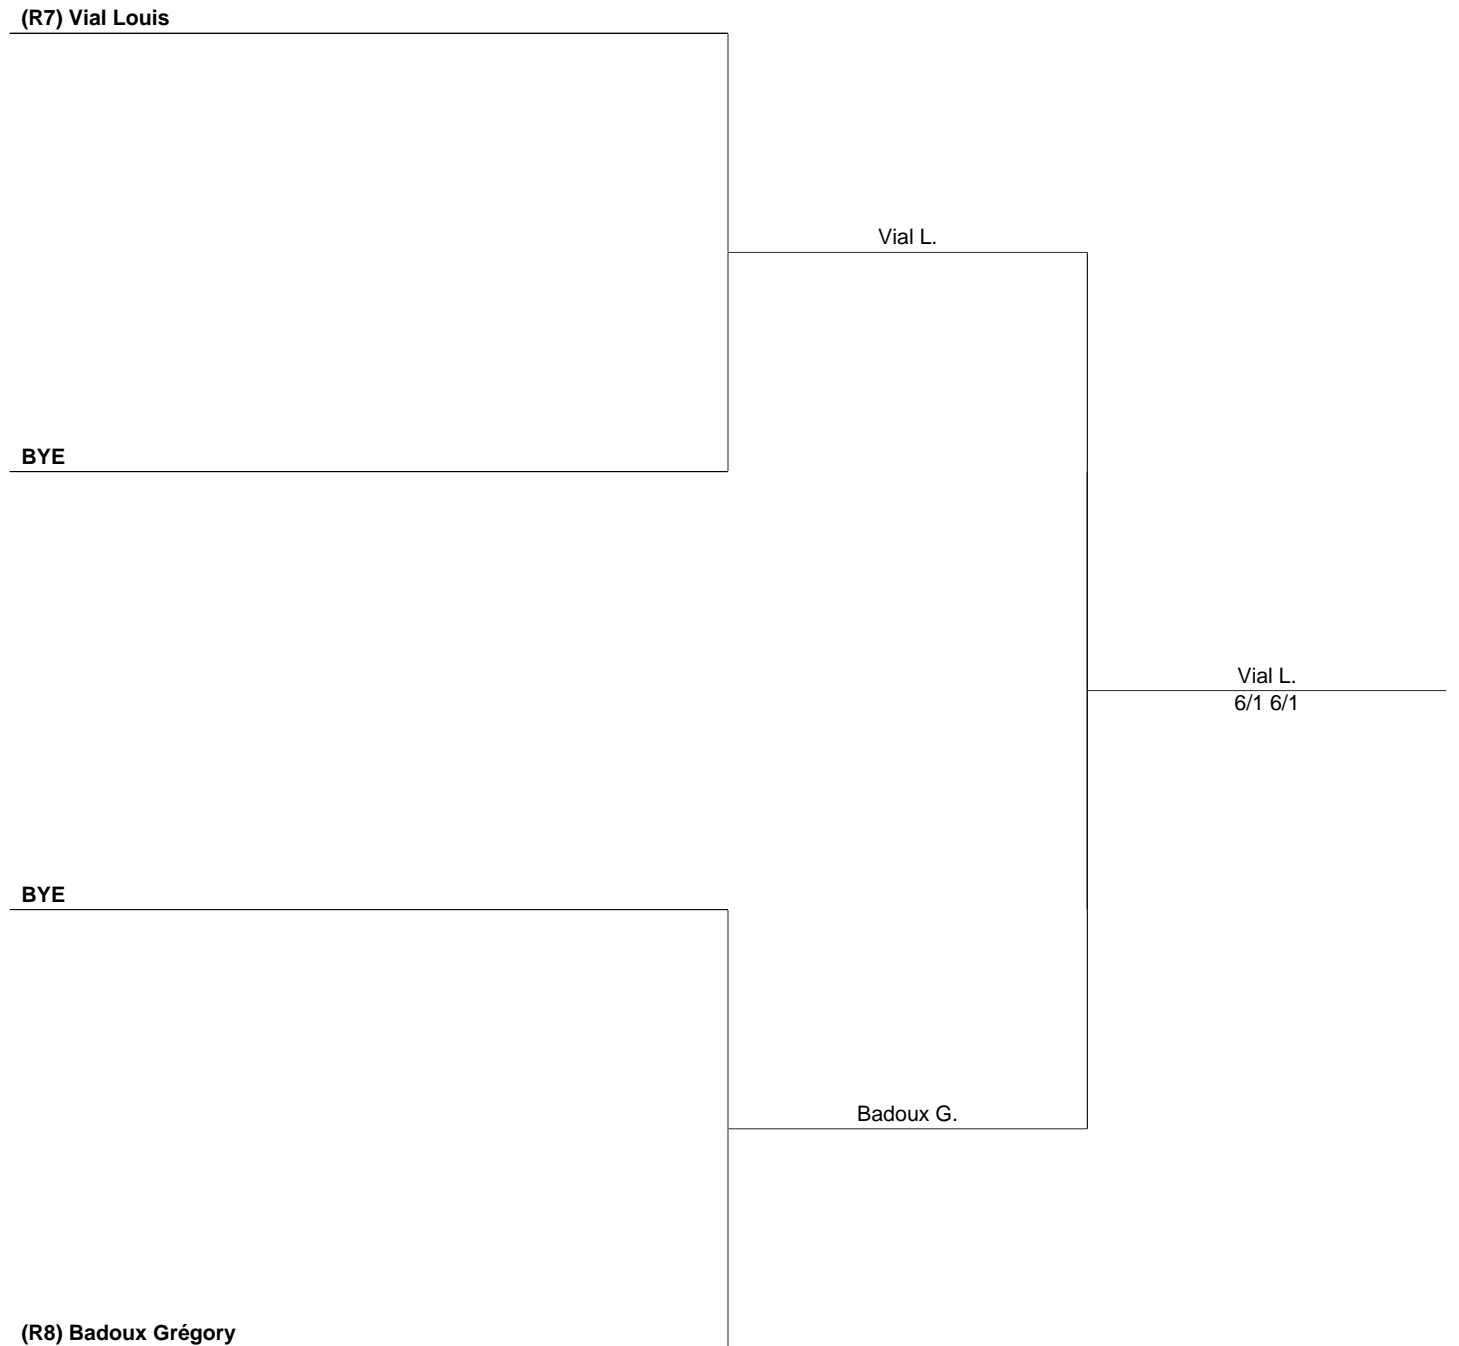 (R7) Vial Louis
Vial L.
BYE
Vial L.
6/1 6/1
BYE
Badoux G.
(R8) Badoux Grégory